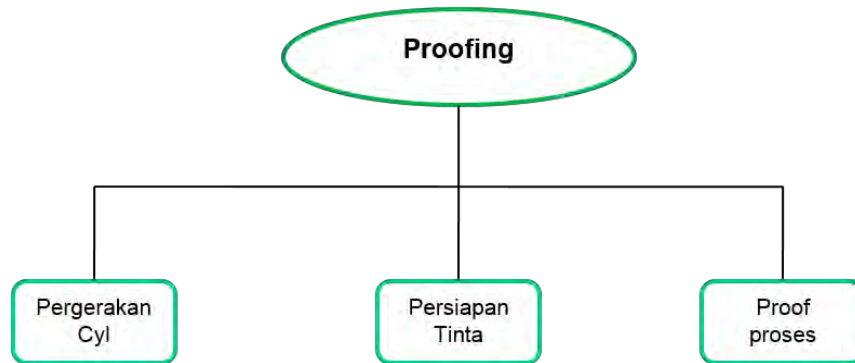 Proofing
Pergerakan
Cyl
Persiapan
Tinta
Proof
proses